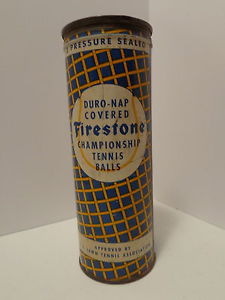 PRESSURE SEALED
DURO-NAP
COVERED
Firestone
CHAMPIONSHIP
TENNIS
BALLS
APPROVED BY
LAWN TENNIS ASSOCIATION